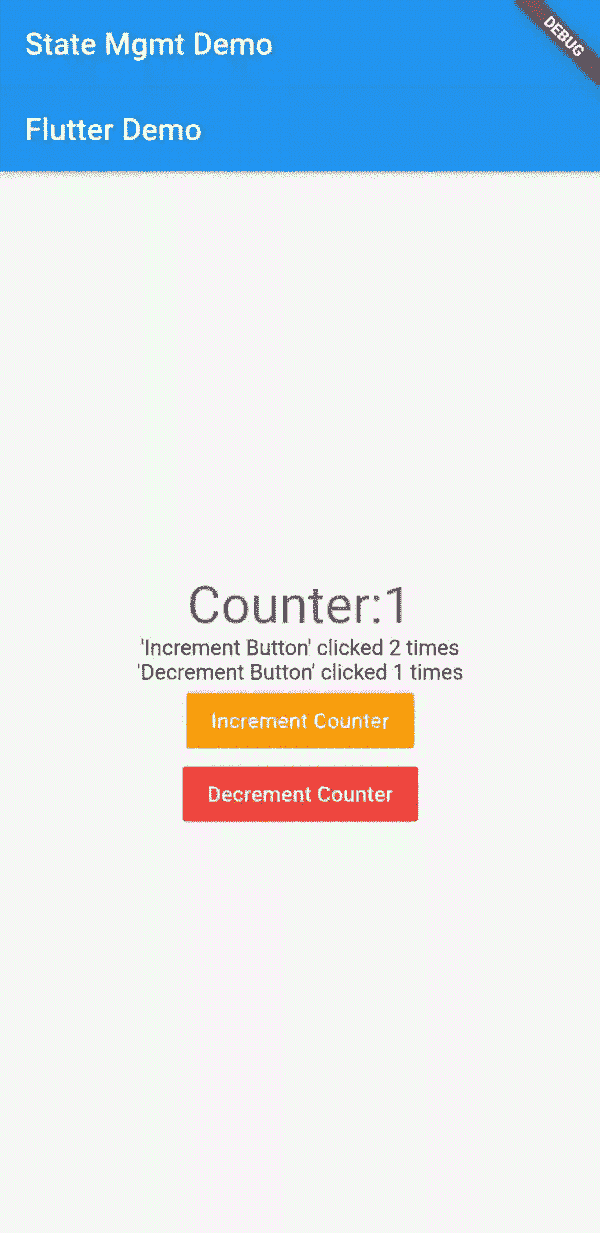 State Mgmt Demo
DEBUG
Flutter Demo
Counter:1
'Increment Button' clicked 2 times
'Decrement Button' clicked 1 times
Increment Counter
Decrement Counter